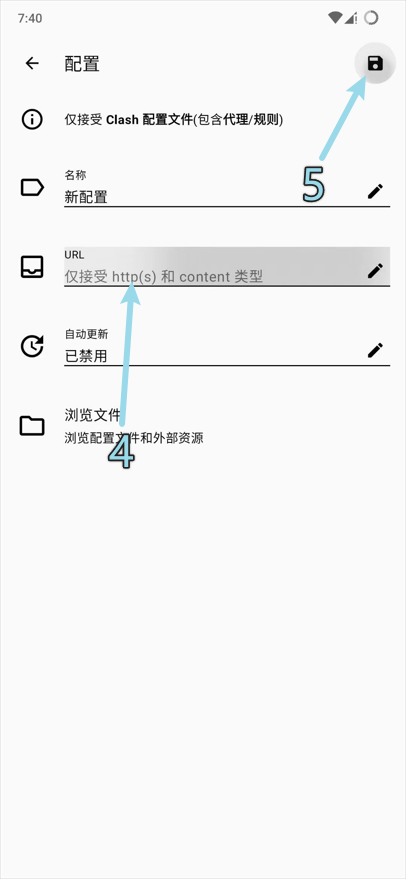 7:40
配置
仅接受 Clash 配置文件(包含代理/规则)
5
名称
新配置
URL
仅接受 http(s) 和 content 类型
自动更新
已禁用
浏览文件
浏览配置文件和外部资源
4